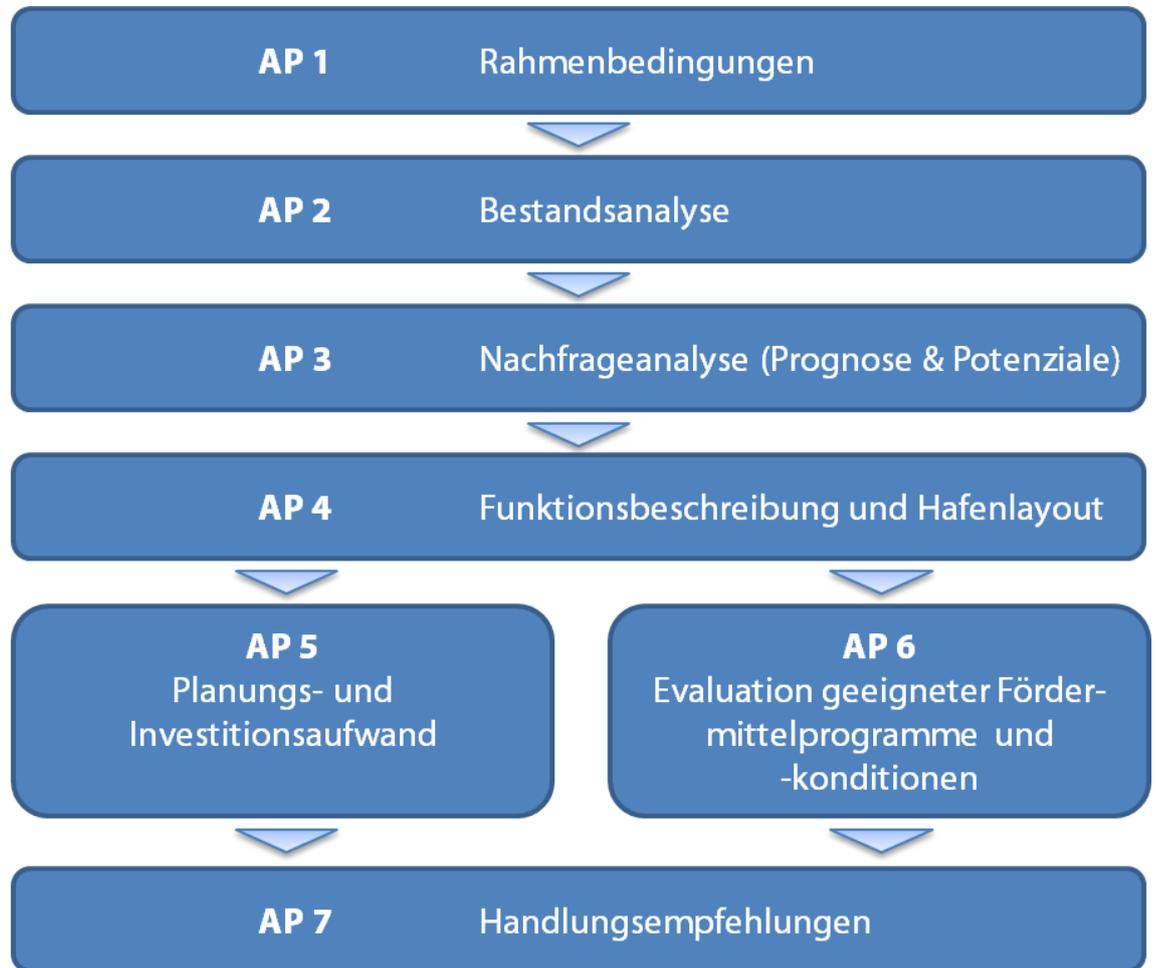 AP 1 Rahmenbedingungen
AP 2 Bestandsanalyse
AP 3 Nachfrageanalyse (Prognose & Potenziale)
AP 4 Funktionsbeschreibung und Hafenlayout
AP 5
Planungs- und
Investitionsaufwand
AP 6
Evaluation geeigneter Förder-
mittelprogramme und
-konditionen
AP 7 Handlungsempfehlungen